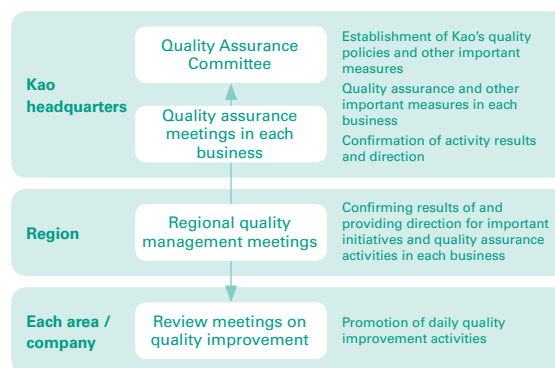 Kao
headquarters
Quality Assurance
Committee
Quality assurance
meetings in each
business
Establishment of Kao's quality
policies and other important
measures
Quality assurance and other
important measures in each
business
Confirmation of activity results
and direction
Region
Regional quality
management meetings
Confirming results of and
providing direction for important
initiatives and quality assurance
activities in each business
Each area /
company
Review meetings on
quality improvement
Promotion of daily quality
improvement activities